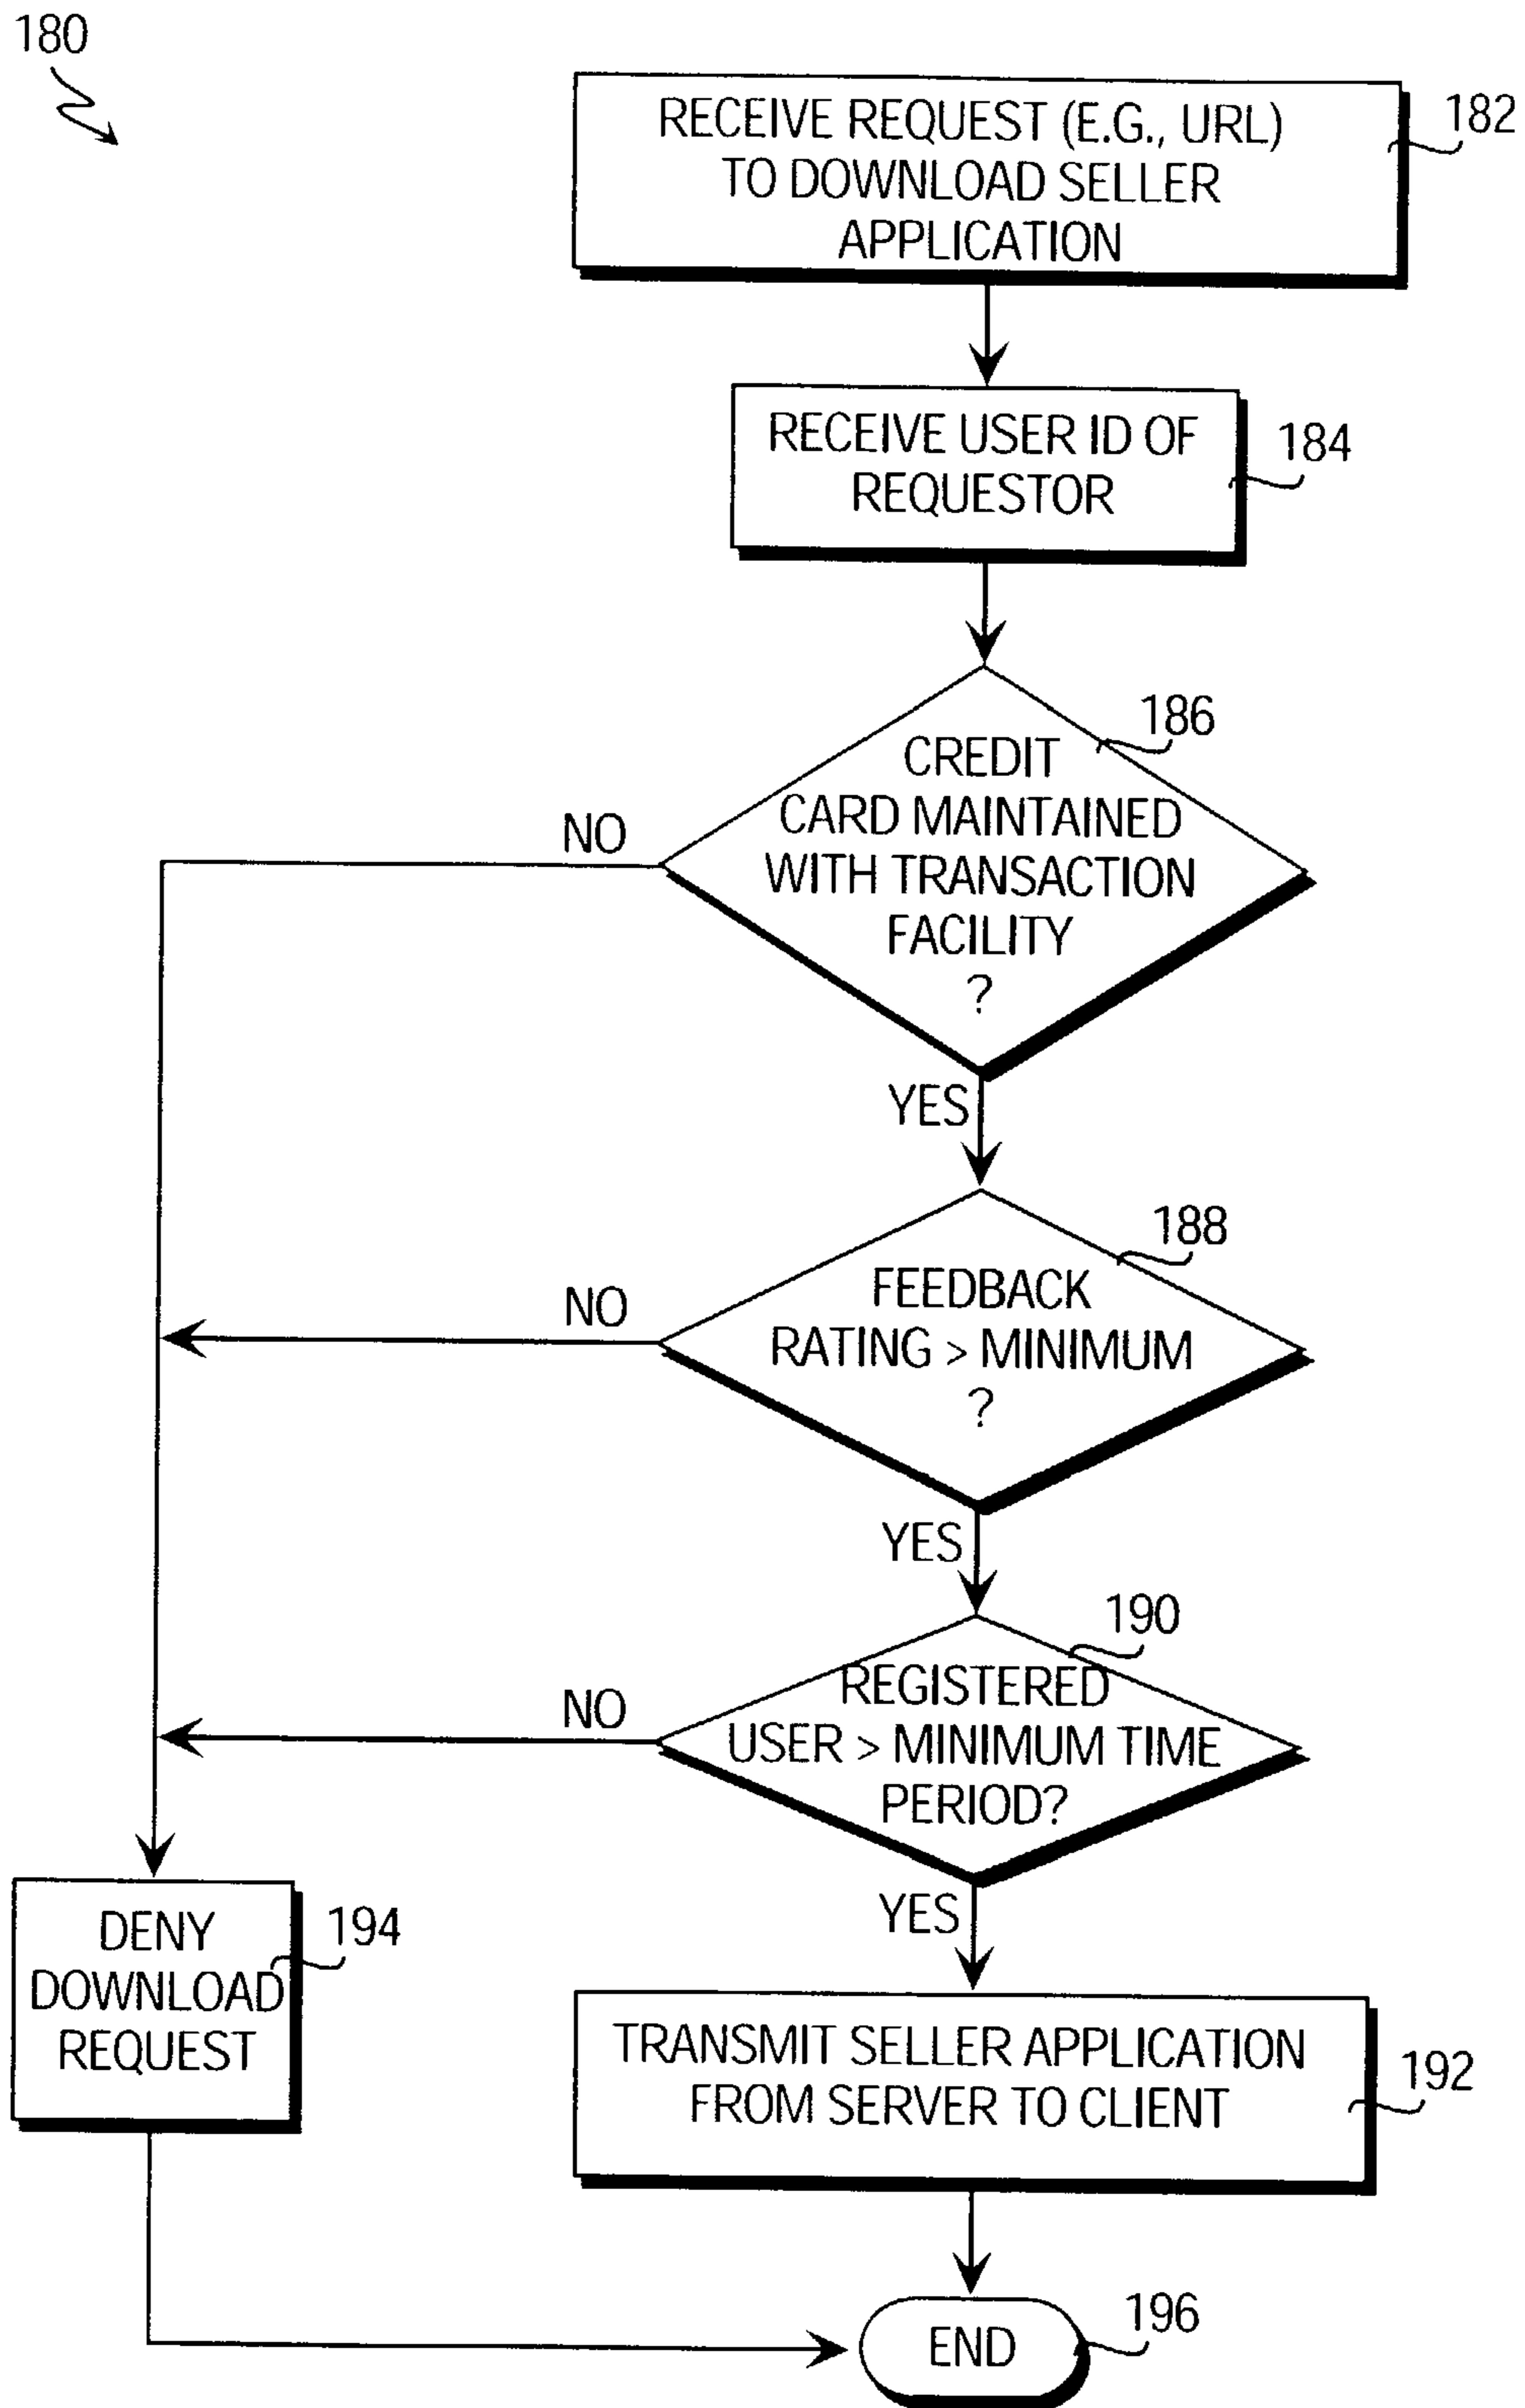 180
RECEIVE REQUEST (E.G., URL)
TO DOWNLOAD SELLER
APPLICATION
182
RECEIVE USER ID OF
REQUESTOR
184
186
CREDIT
CARD MAINTAINED
WITH TRANSACTION
FACILITY
?
NO
YES
188
FEEDBACK
RATING > MINIMUM
?
NO
YES
190
REGISTERED
USER > MINIMUM TIME
PERIOD?
NO
YES
DENY
DOWNLOAD
REQUEST
194
TRANSMIT SELLER APPLICATION
FROM SERVER TO CLIENT
192
END
196